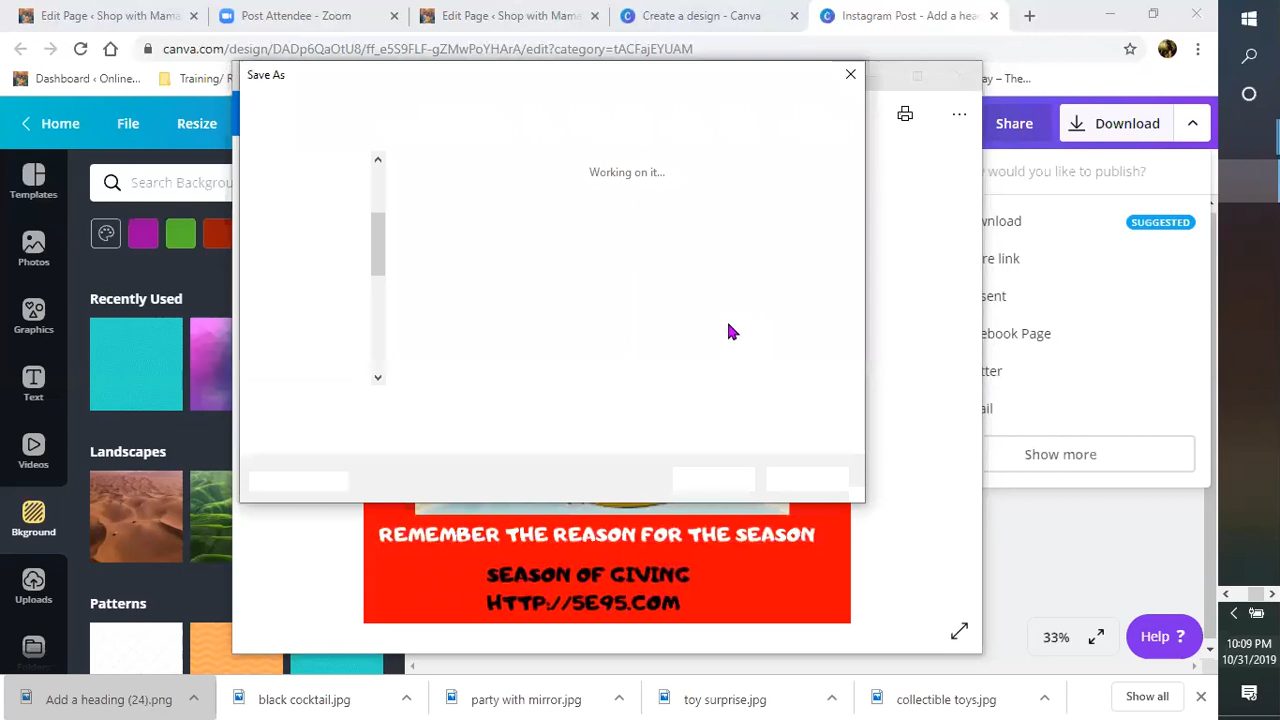 Edit Page ‹ Shop with Mama
Post Attendee - Zoom
Edit Page ‹ Shop with Mama
Create a design - Canva
Instagram Post - Add a hea
canva.com/design/DADp6QaOtU8/ff_e5S9FLF-gZMwPoYHArA/edit?category=tACFajEYUAM
Dashboard ‹ Online...
Training/
ay – The...
Save As
Home
File
Resize
Share
Download
Working on it...
would you like to publish?
Search Backgrou
Templates
wnload
SUGGESTED
Photos
re link
Recently Used
sent
Graphics
ebook Page
tter
Text
ail
Landscapes
Show more
Videos
Bkground
REMEMBER THE REASON FOR THE SEASON
SEASON OF GIVING
HTTP://5E95.COM
Uploads
Patterns
Folders
33%
Help ?
10:09 PM
10/31/2019
Add a heading (24).png
black cocktail.jpg
party with mirror.jpg
toy surprise.jpg
collectible toys.jpg
Show all